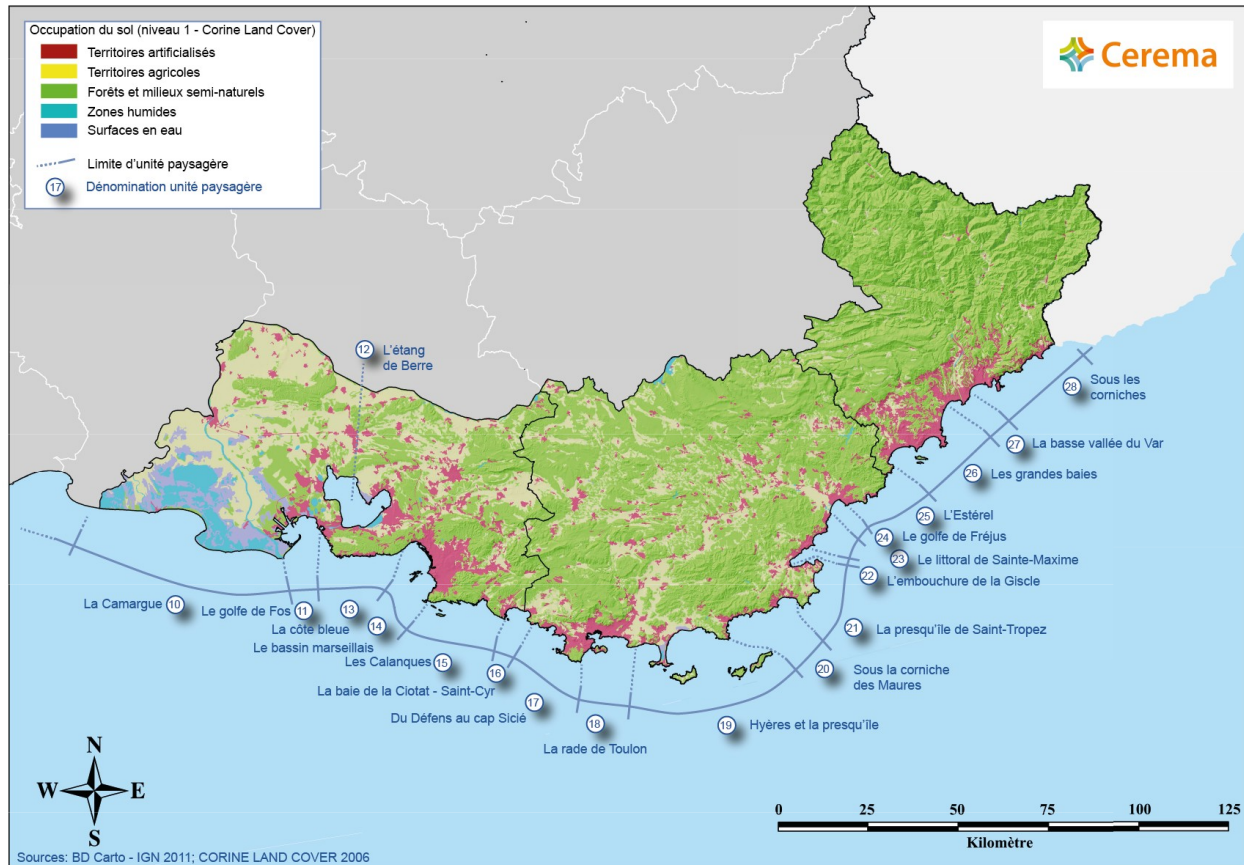 Occupation du sol (niveau 1 - Corine Land Cover)
Territoires artificialisés
Territoires agricoles
Forêts et milieux semi-naturels
Zones humides
Surfaces en eau
Limite d'unité paysagère
17 Dénomination unité paysagère
Cerema
12 L'étang
de Berre
28 Sous les
corniches
27 La basse vallée du Var
26 Les grandes baies
25 L'Estérel
24 Le golfe de Fréjus
23 Le littoral de Sainte-Maxime
22 L'embouchure de la Giscle
21 La presqu'île de Saint-Tropez
20 Sous la corniche
des Maures
19 Hyères et la presqu'île
La Camargue 10
Le golfe de Fos 11
La côte bleue 13
Le bassin marseillais 14
Les Calanques 15
La baie de la Ciotat - Saint-Cyr 16
Du Défens au cap Sicié 17
18
La rade de Toulon
N
W E
S
0 25 50 75 100 125
Kilomètre
Sources: BD Carto - IGN 2011; CORINE LAND COVER 2006